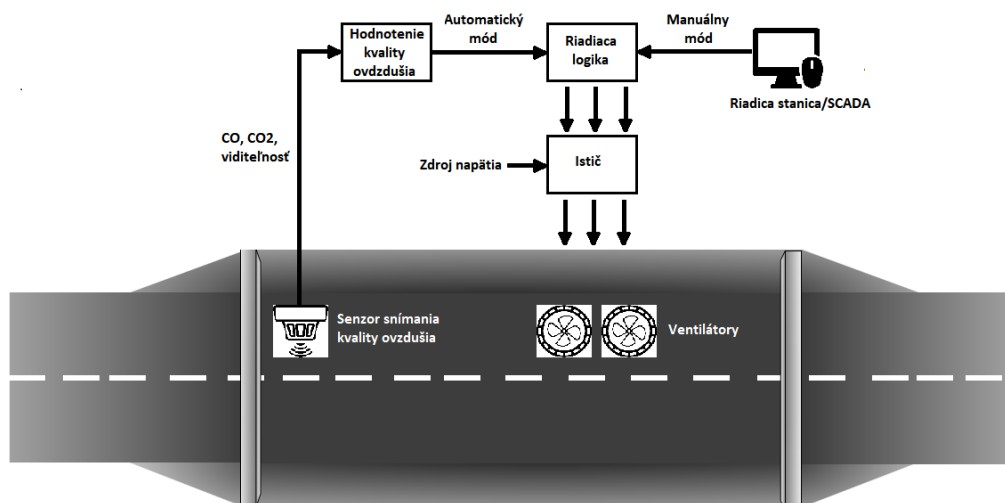 Hodnotenie
kvality
ovdzdušia
Automatický
mód
Riadiaca
logika
Manuálny
mód
Riadica stanica/SCADA
CO, CO2,
viditeľnosť
Zdroj napätia
Istič
Senzor snímania
kvality ovzdušia
Ventilátory